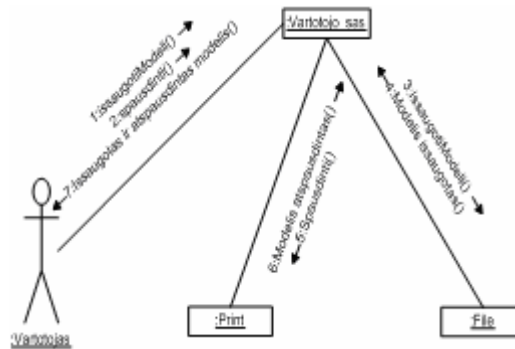 :Vartotojo sas
1:issaugotiModeli()
2:spausdinti()
7:Issaugotas ir atspausdintas modelis()
3:issaugotiModeli()
4:Modelis issaugotas()
6:Modelis atspausdintas()
5:Spausdinti()
:Vartotojas
:Print
:File